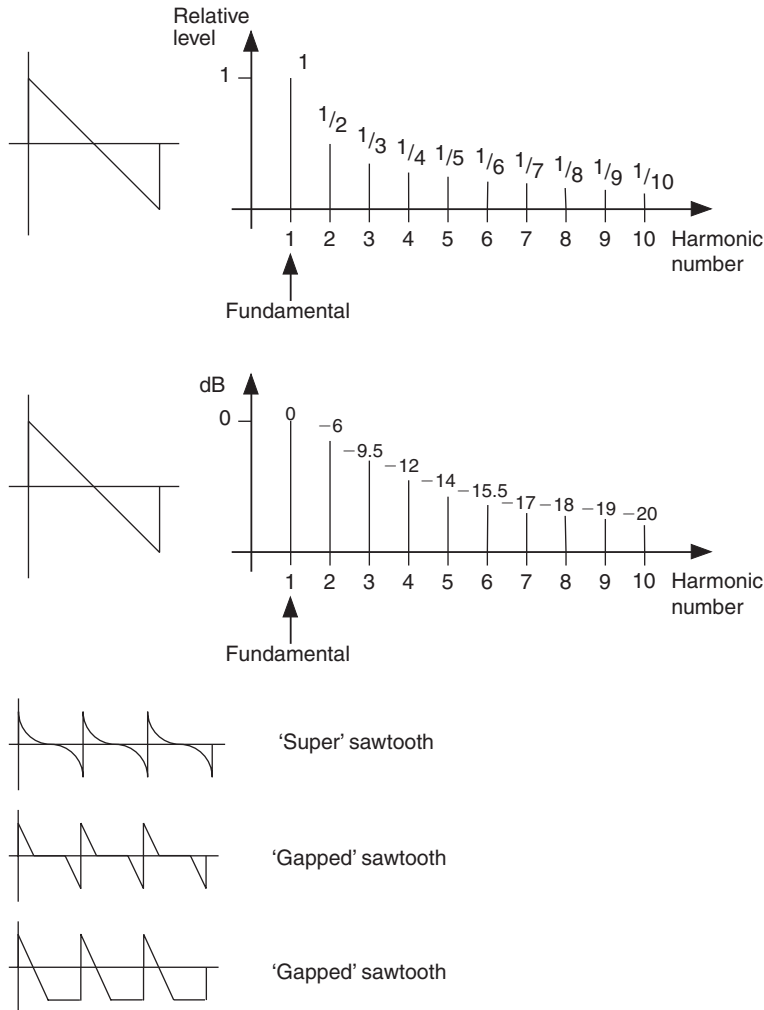 Relative
level
1
1
1/2
1/3
1/4
1/5
1/6
1/7
1/8
1/9
1/10
1 2 3 4 5 6 7 8 9 10 Harmonic
number
Fundamental
dB
0
0
−6
−9.5
−12
−14
−15.5
−17
−18
−19
−20
1 2 3 4 5 6 7 8 9 10 Harmonic
number
Fundamental
‘Super’ sawtooth
‘Gapped’ sawtooth
‘Gapped’ sawtooth